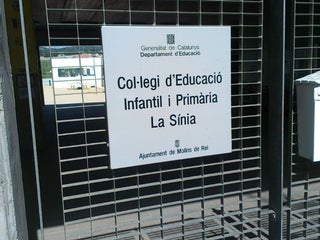 Generalitat de Catalunya
Departament d'Educació
Col·legi d'Educació
Infantil i Primària
La Sínia
Ajuntament de Molins de Rei